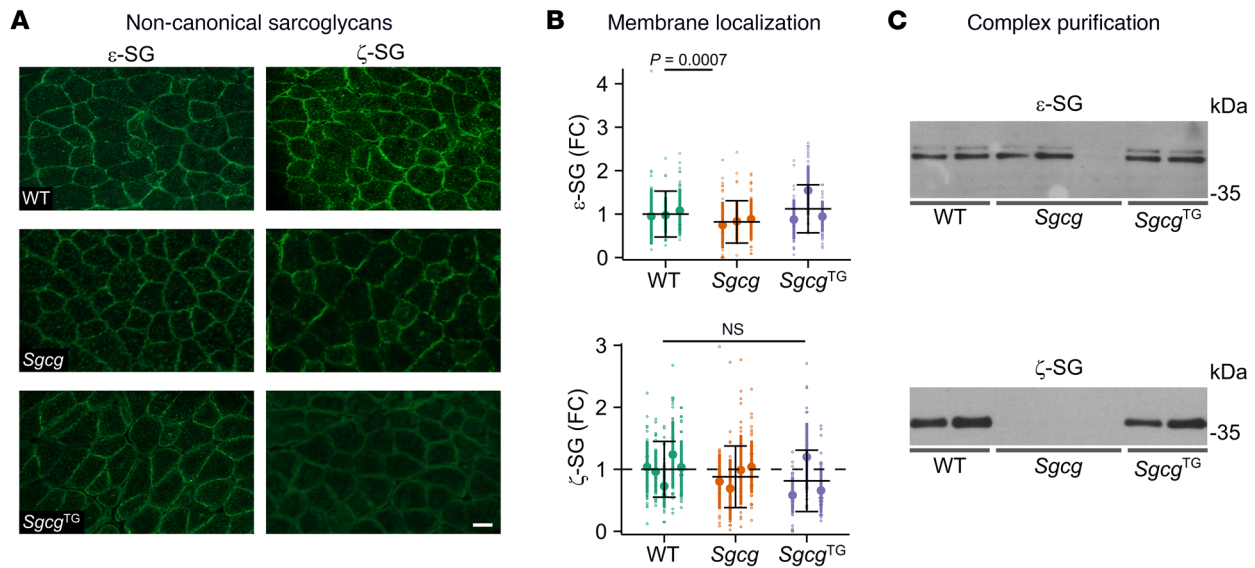 A Non-canonical sarcoglycans
ε-SG ζ-SG
WT
Sgcg
SgcgTG
B Membrane localization
P = 0.0007
ε-SG (FC)
4
3
2
1
0
WT Sgcg SgcgTG
NS
ζ-SG (FC)
3
2
1
0
WT Sgcg SgcgTG
C Complex purification
ε-SG kDa
-35
WT Sgcg SgcgTG
ζ-SG kDa
-35
WT Sgcg SgcgTG